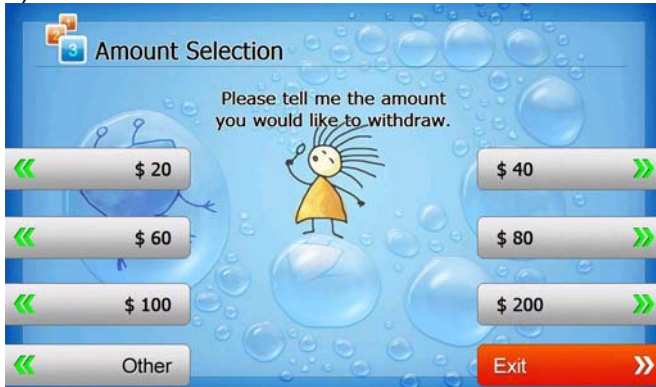 3
Amount Selection
Please tell me the amount
you would like to withdraw.
$ 20
$ 40
$ 60
$ 80
$ 100
$ 200
Other
Exit